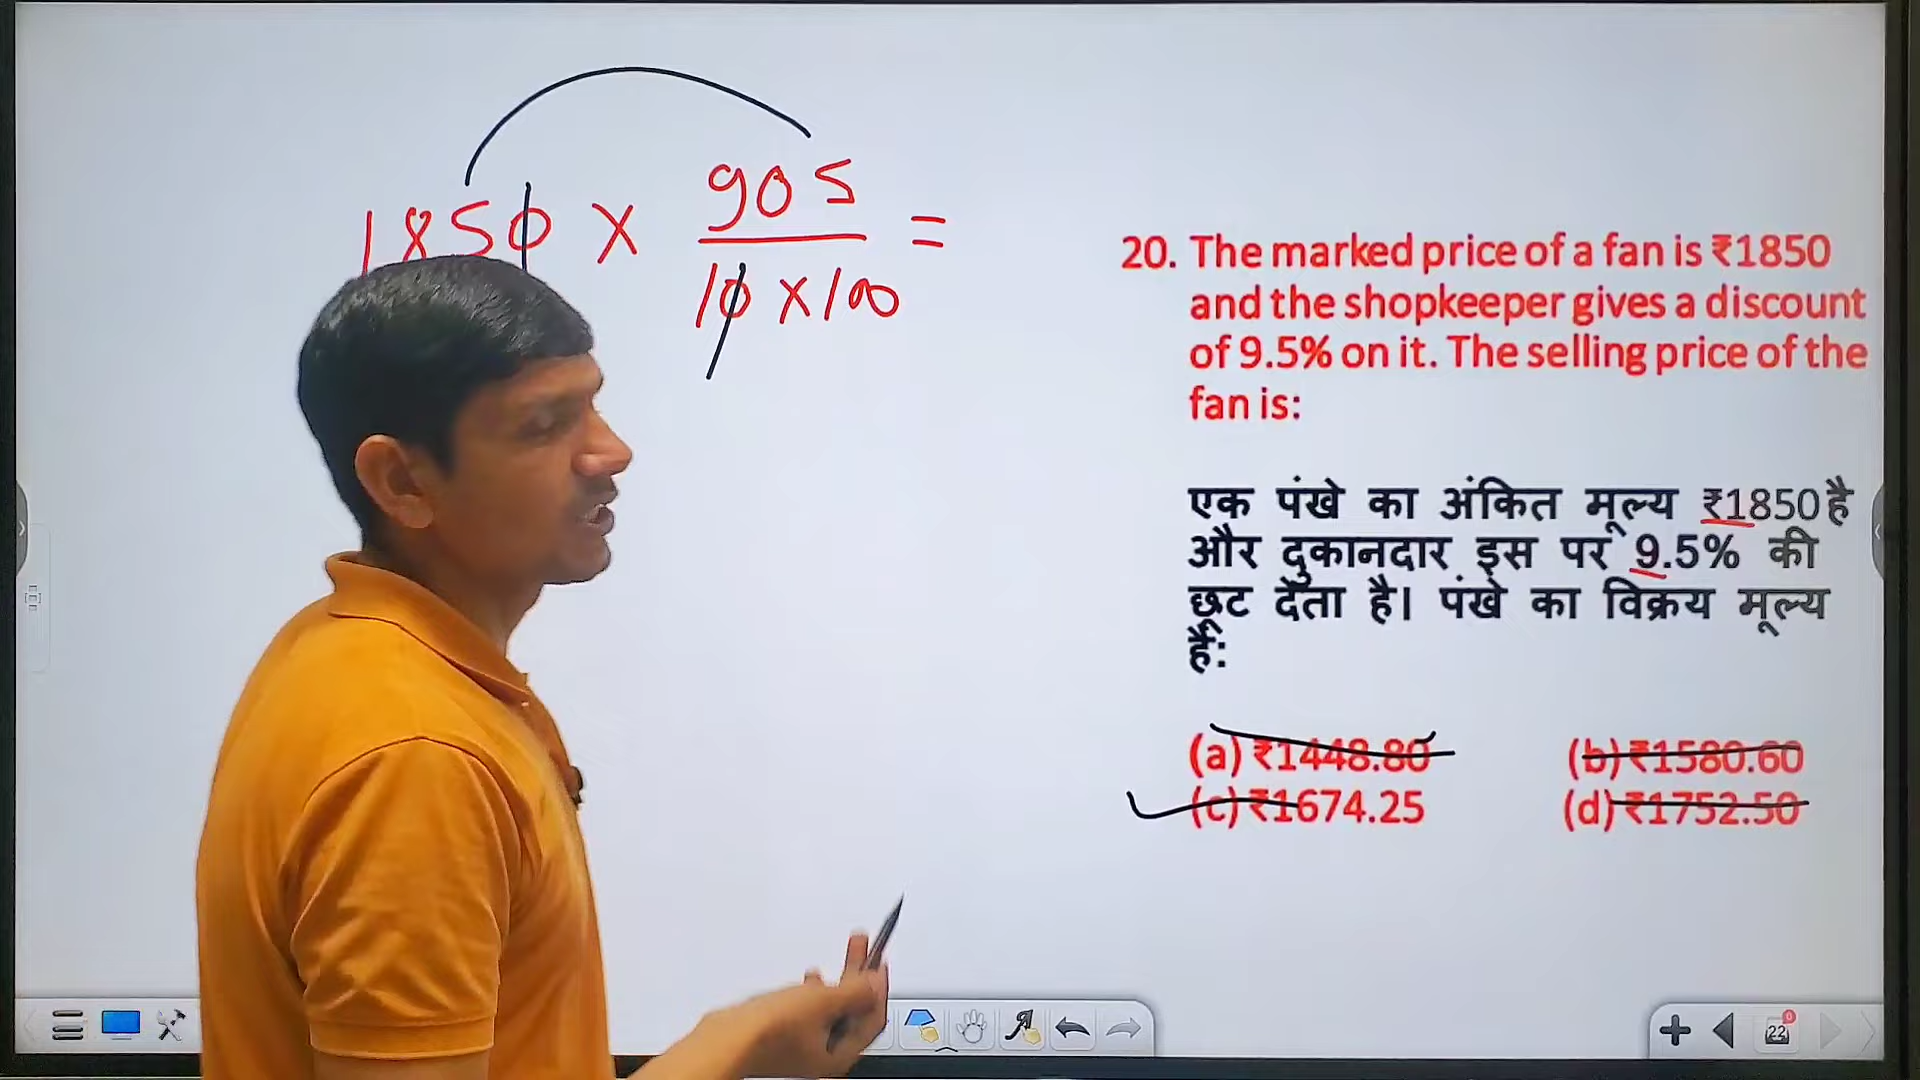 1850 × 905 =
10 × 100
20. The marked price of a fan is ₹1850
and the shopkeeper gives a discount
of 9.5% on it. The selling price of the
fan is:
एक पंखे का अंकित मूल्य ₹1850 है
और दुकानदार इस पर 9.5% की
छूट देता है। पंखे का विक्रय मूल्य
है:
(a) ₹1448.80 (b) ₹1580.60
(c) ₹1674.25 (d) ₹1752.50
22
0